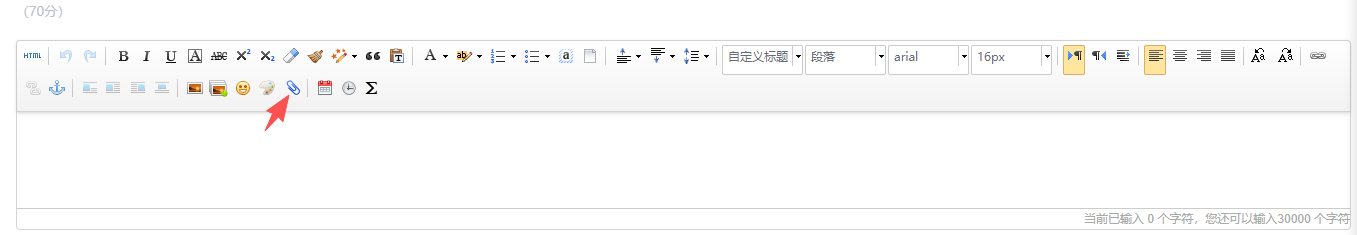 (70分)
HTML B I U A ABC X² X₂ A ab a 自定义标题 段落 arial 16px A A
Σ
当前已输入 0 个字符，您还可以输入30000 个字符